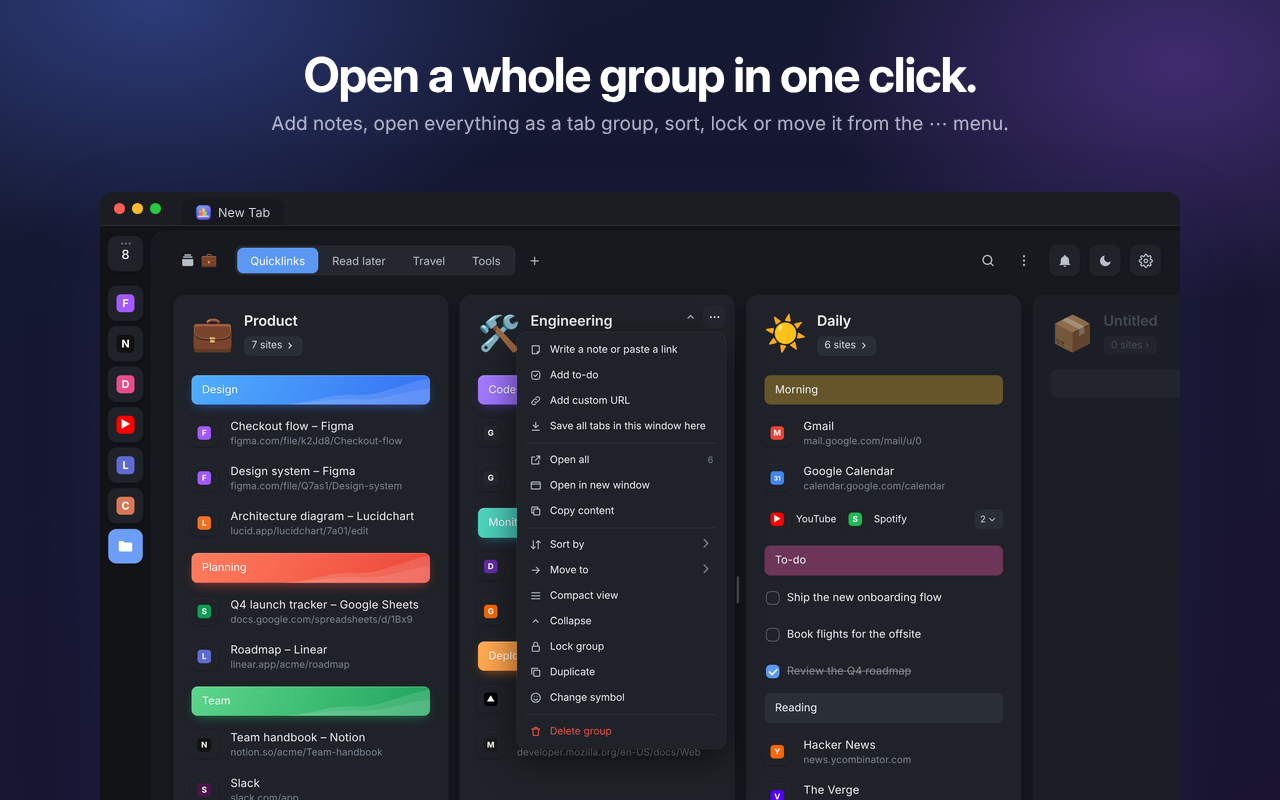 Open a whole group in one click.
Add notes, open everything as a tab group, sort, lock or move it from the ··· menu.
New Tab
8
Quicklinks
Read later
Travel
Tools
F
N
D
L
C
Product
7 sites
Design
F
Checkout flow – Figma
figma.com/file/k2Jd8/Checkout-flow
F
Design system – Figma
figma.com/file/Q7as1/Design-system
L
Architecture diagram – Lucidchart
lucid.app/lucidchart/7a01/edit
Planning
S
Q4 launch tracker – Google Sheets
docs.google.com/spreadsheets/d/1Bx9
L
Roadmap – Linear
linear.app/acme/roadmap
Team
N
Team handbook – Notion
notion.so/acme/Team-handbook
S
Slack
slack.com/app
Engineering
Code
G
G
Monit
D
G
Deplo
M
developer.mozilla.org/en-US/docs/Web
Write a note or paste a link
Add to-do
Add custom URL
Save all tabs in this window here
Open all 6
Open in new window
Copy content
Sort by
Move to
Compact view
Collapse
Lock group
Duplicate
Change symbol
Delete group
Daily
6 sites
Morning
M
Gmail
mail.google.com/mail/u/0
31
Google Calendar
calendar.google.com/calendar
YouTube
S
Spotify
2
To-do
Ship the new onboarding flow
Book flights for the offsite
Review the Q4 roadmap
Reading
Y
Hacker News
news.ycombinator.com
V
The Verge
Untitled
0 sites